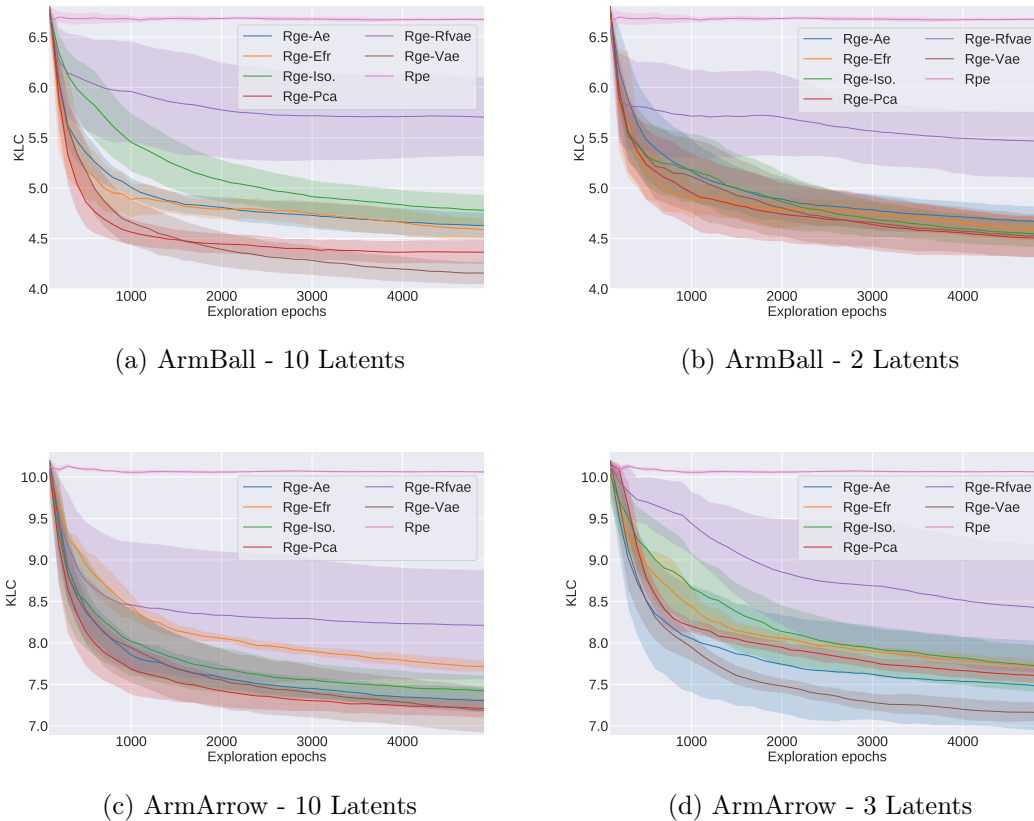 6.5
6.0
5.5
5.0
4.5
4.0
KLC
Rge-Ae
Rge-Efr
Rge-Iso.
Rge-Pca
Rge-Rfvae
Rge-Vae
Rpe
1000 2000 3000 4000
Exploration epochs
(a) ArmBall - 10 Latents
6.5
6.0
5.5
5.0
4.5
4.0
KLC
Rge-Ae
Rge-Efr
Rge-Iso.
Rge-Pca
Rge-Rfvae
Rge-Vae
Rpe
1000 2000 3000 4000
Exploration epochs
(b) ArmBall - 2 Latents
10.0
9.5
9.0
8.5
8.0
7.5
7.0
KLC
Rge-Ae
Rge-Efr
Rge-Iso.
Rge-Pca
Rge-Rfvae
Rge-Vae
Rpe
1000 2000 3000 4000
Exploration epochs
(c) ArmArrow - 10 Latents
10.0
9.5
9.0
8.5
8.0
7.5
7.0
KLC
Rge-Ae
Rge-Efr
Rge-Iso.
Rge-Pca
Rge-Rfvae
Rge-Vae
Rpe
1000 2000 3000 4000
Exploration epochs
(d) ArmArrow - 3 Latents